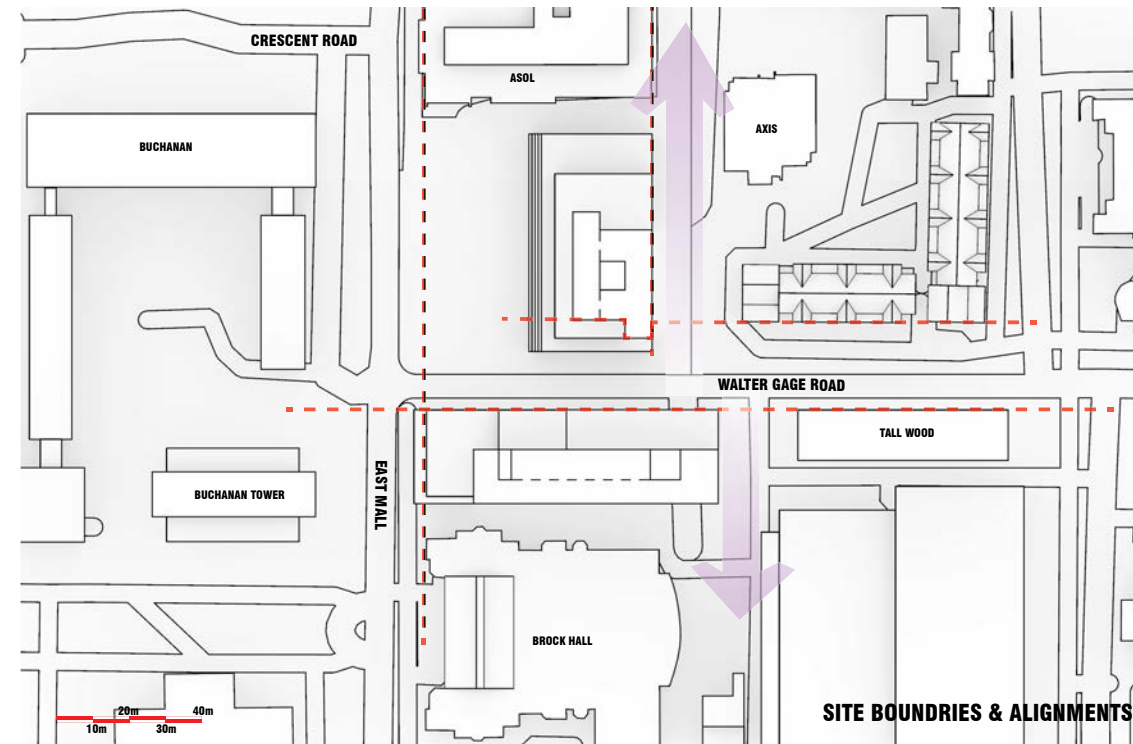 CRESCENT ROAD
ASOL
AXIS
BUCHANAN
WALTER GAGE ROAD
TALL WOOD
EAST MALL
BUCHANAN TOWER
BROCK HALL
20m 40m
10m 30m
SITE BOUNDRIES & ALIGNMENTS